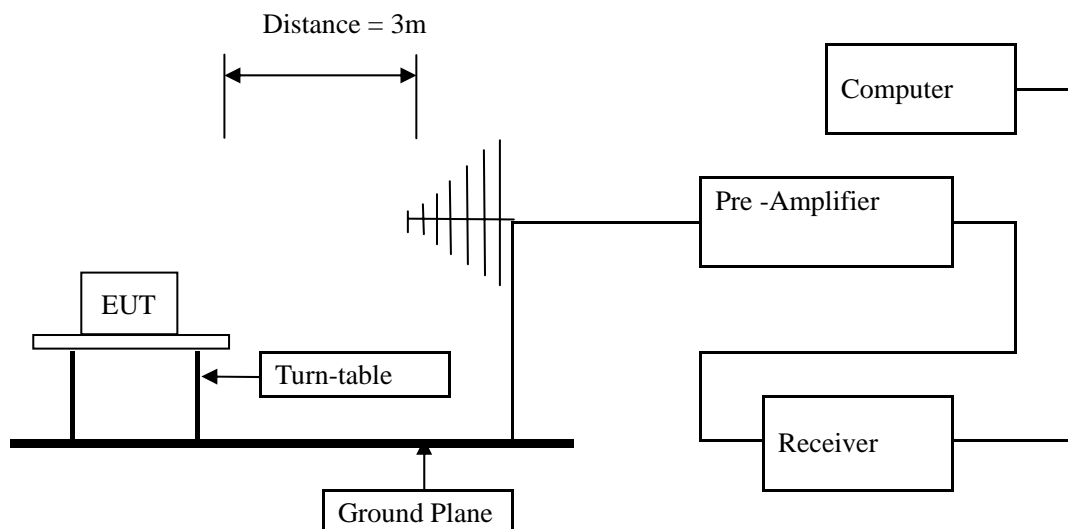 Distance = 3m
Computer
Pre -Amplifier
EUT
Turn-table
Receiver
Ground Plane